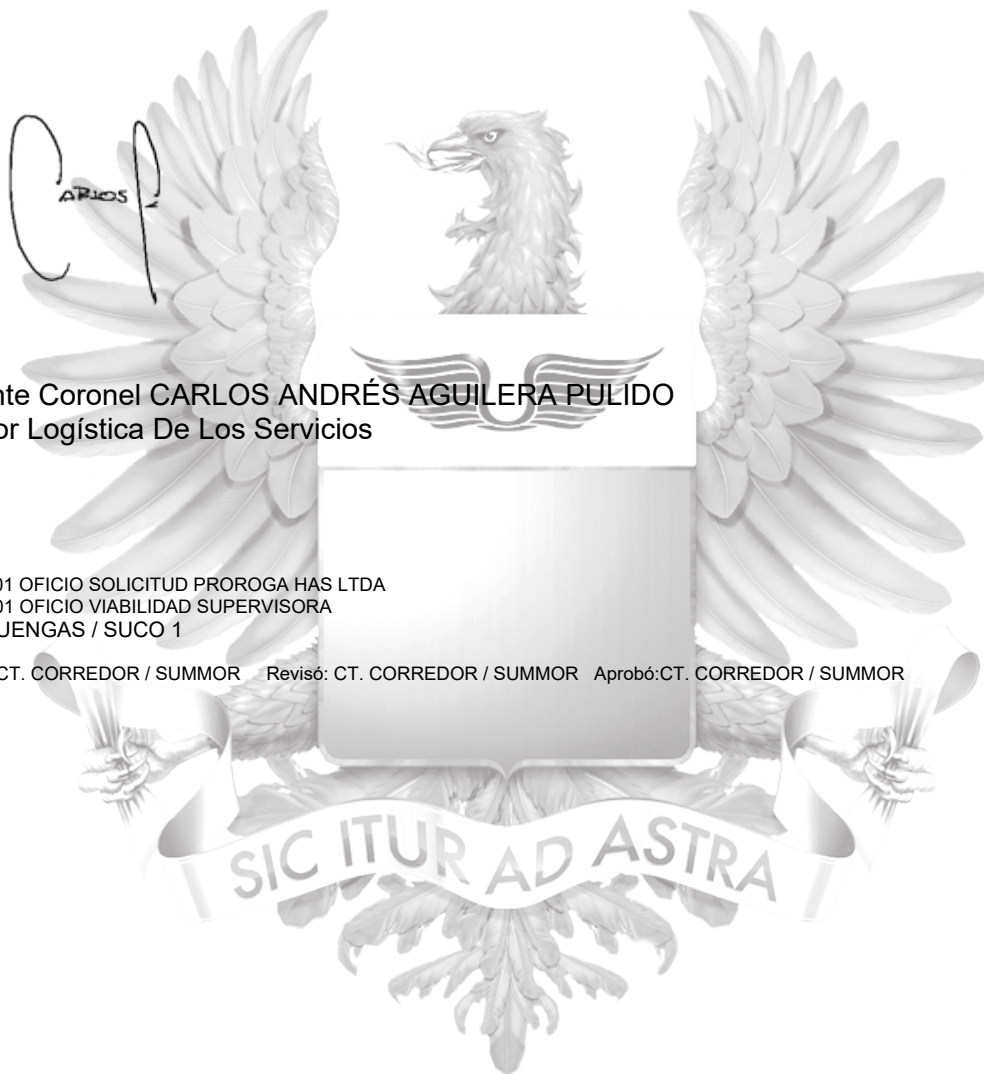 CARLOS
nte Coronel CARLOS ANDRÉS AGUILERA PULIDO
or Logística De Los Servicios
01 OFICIO SOLICITUD PROROGA HAS LTDA
01 OFICIO VIABILIDAD SUPERVISORA
UENGAS / SUCO 1
CT. CORREDOR / SUMMOR Revisó: CT. CORREDOR / SUMMOR Aprobó:CT. CORREDOR / SUMMOR
SIC ITUR AD ASTRA